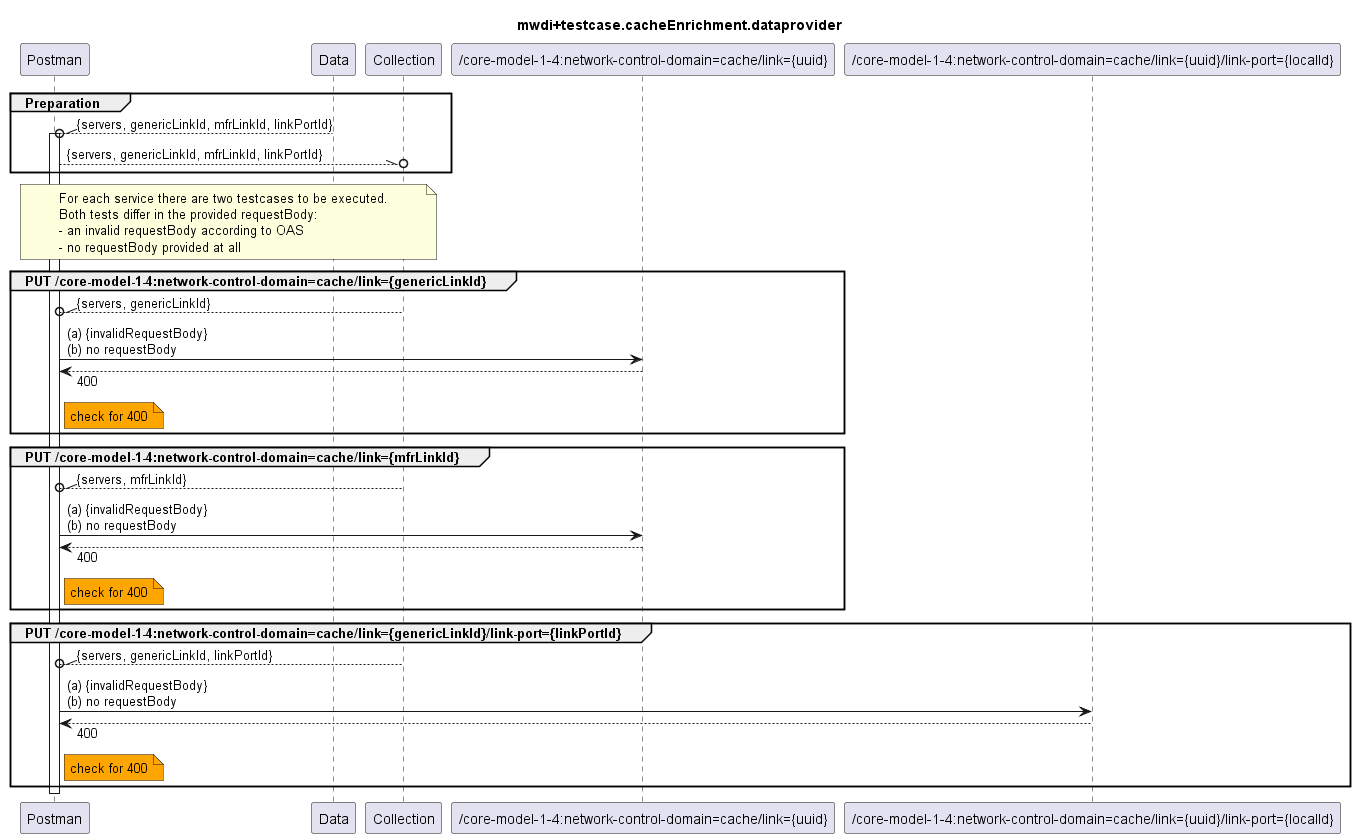 mwdi+testcase.cacheEnrichment.dataprovider
Postman
Data
Collection
/core-model-1-4:network-control-domain=cache/link={uuid}
/core-model-1-4:network-control-domain=cache/link={uuid}/link-port={localId}
Preparation
{servers, genericLinkId, mfrLinkId, linkPortId}
{servers, genericLinkId, mfrLinkId, linkPortId}
For each service there are two testcases to be executed.
Both tests differ in the provided requestBody:
- an invalid requestBody according to OAS
- no requestBody provided at all
PUT /core-model-1-4:network-control-domain=cache/link={genericLinkId}
{servers, genericLinkId}
(a) {invalidRequestBody}
(b) no requestBody
400
check for 400
PUT /core-model-1-4:network-control-domain=cache/link={mfrLinkId}
{servers, mfrLinkId}
(a) {invalidRequestBody}
(b) no requestBody
400
check for 400
PUT /core-model-1-4:network-control-domain=cache/link={genericLinkId}/link-port={linkPortId}
{servers, genericLinkId, linkPortId}
(a) {invalidRequestBody}
(b) no requestBody
400
check for 400
Postman
Data
Collection
/core-model-1-4:network-control-domain=cache/link={uuid}
/core-model-1-4:network-control-domain=cache/link={uuid}/link-port={localId}